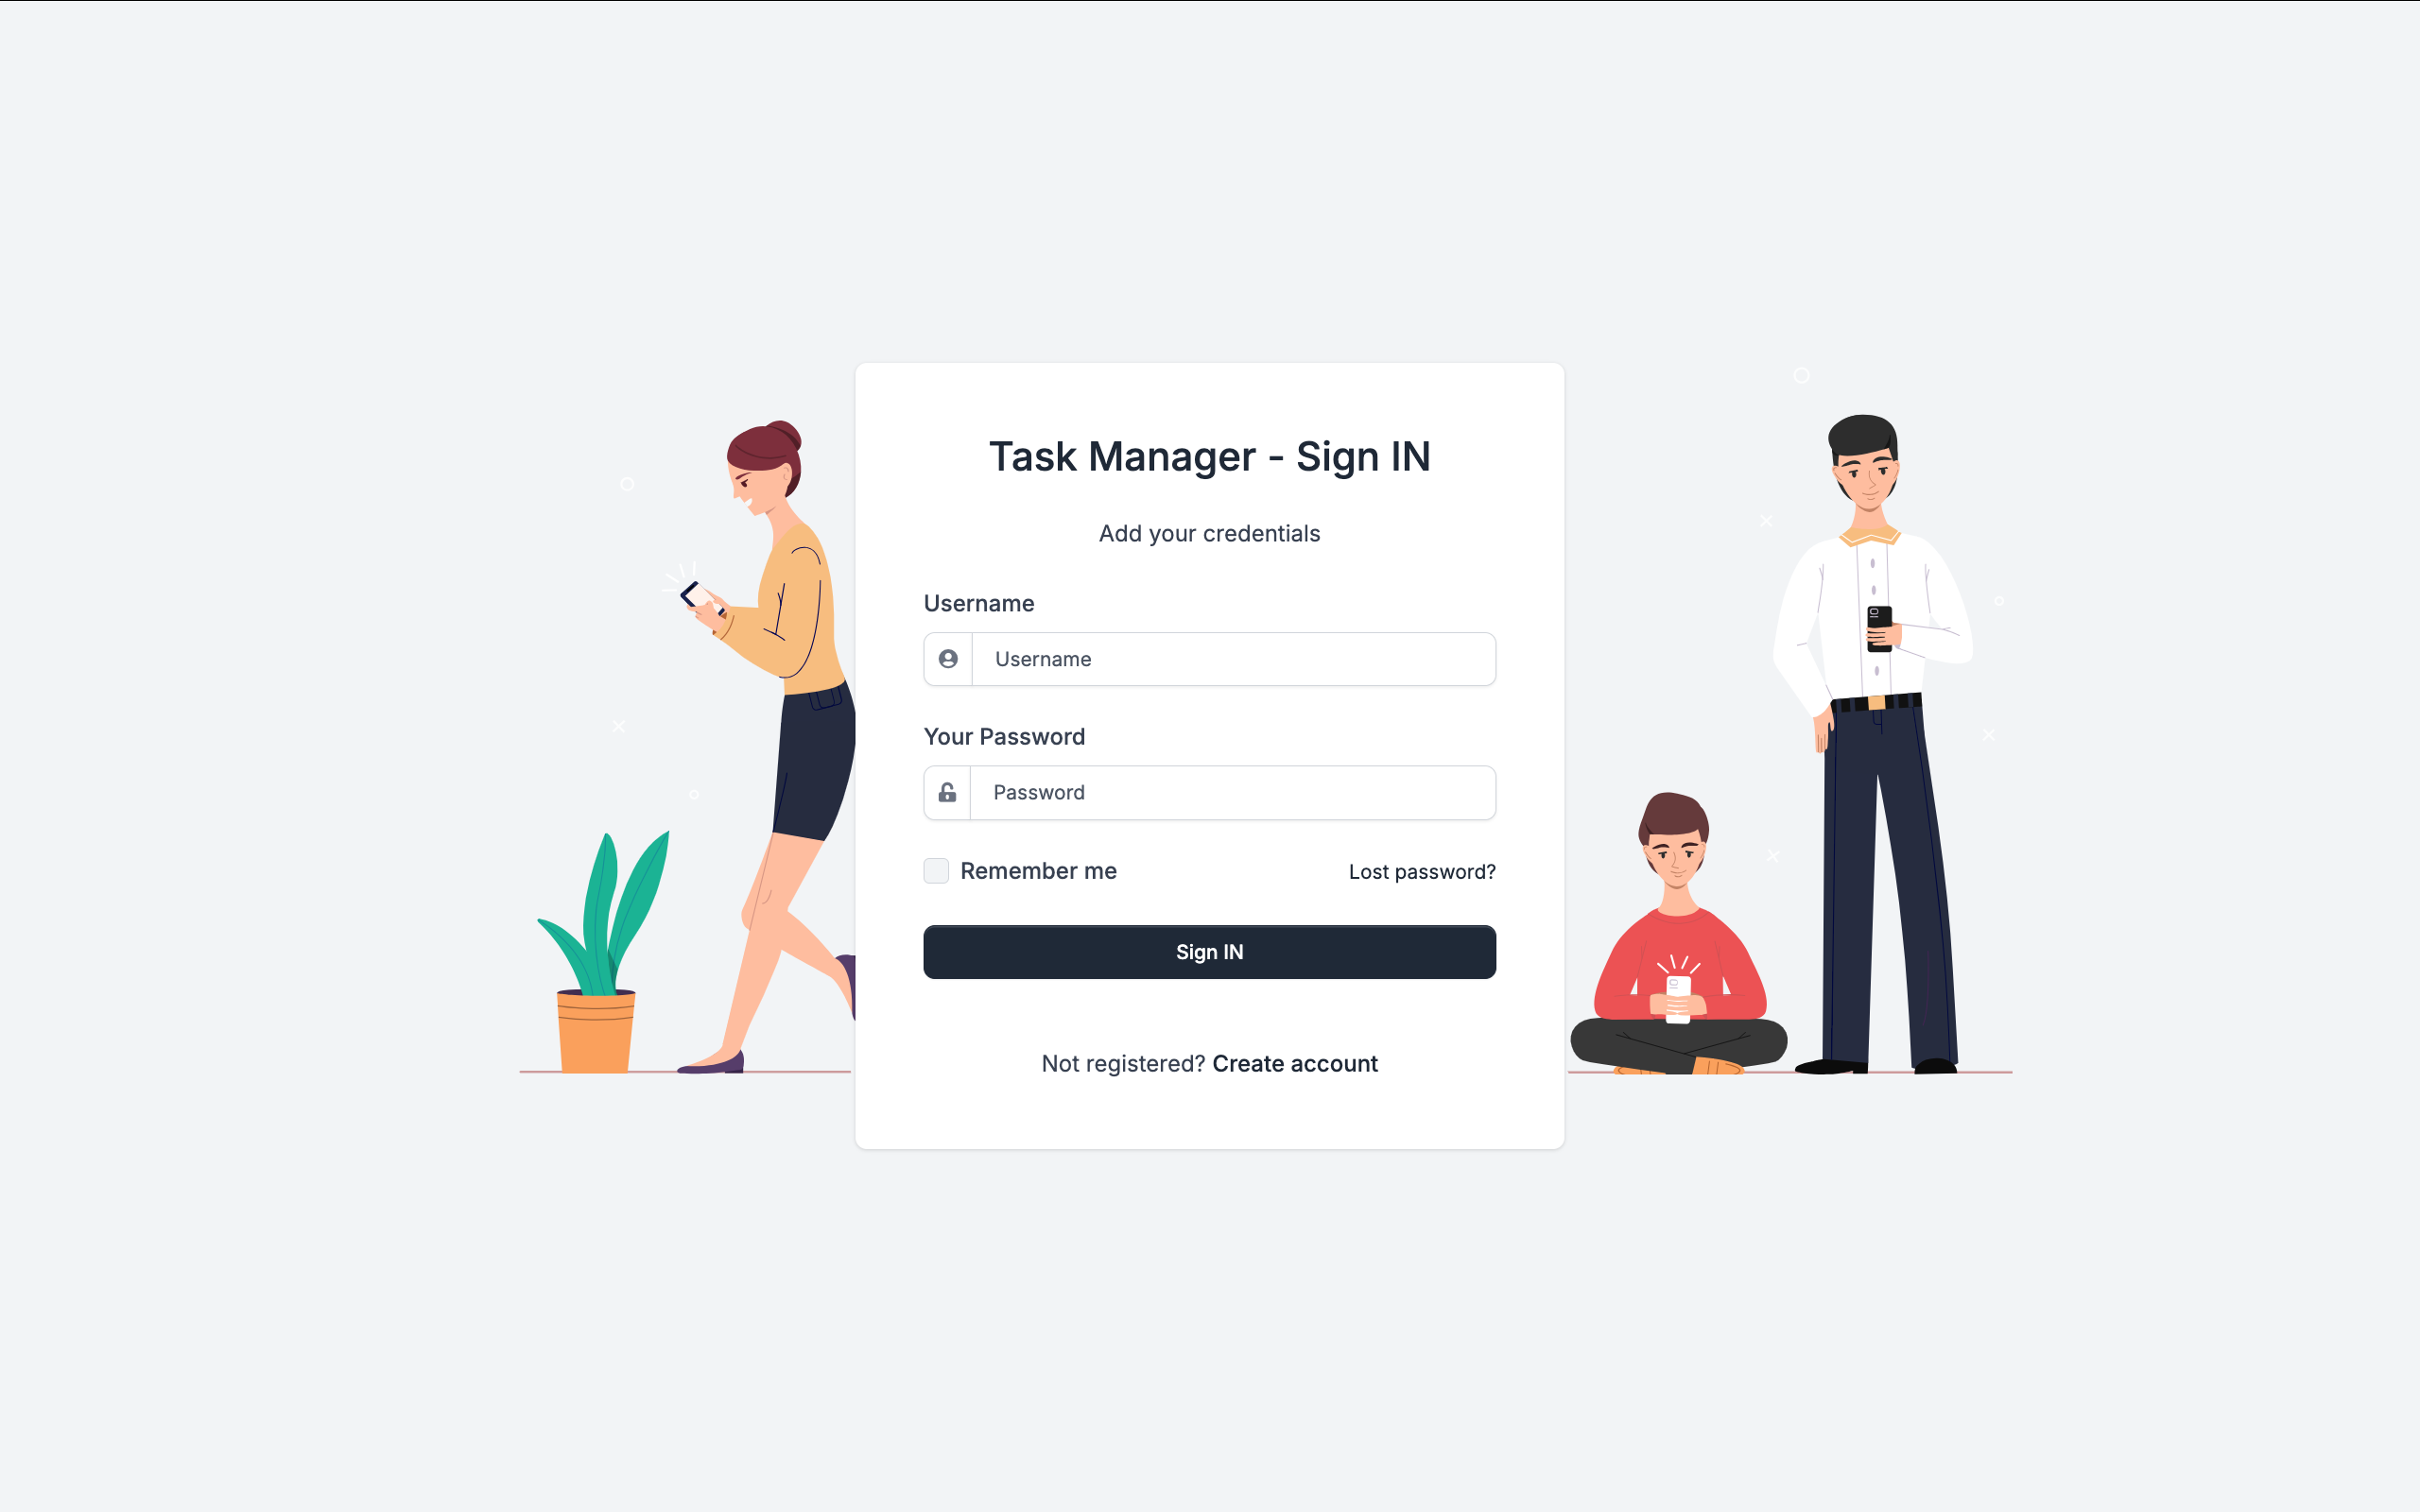 Task Manager - Sign IN
Add your credentials
Username
Username
Your Password
Password
Remember me Lost password?
Sign IN
Not registered? Create account